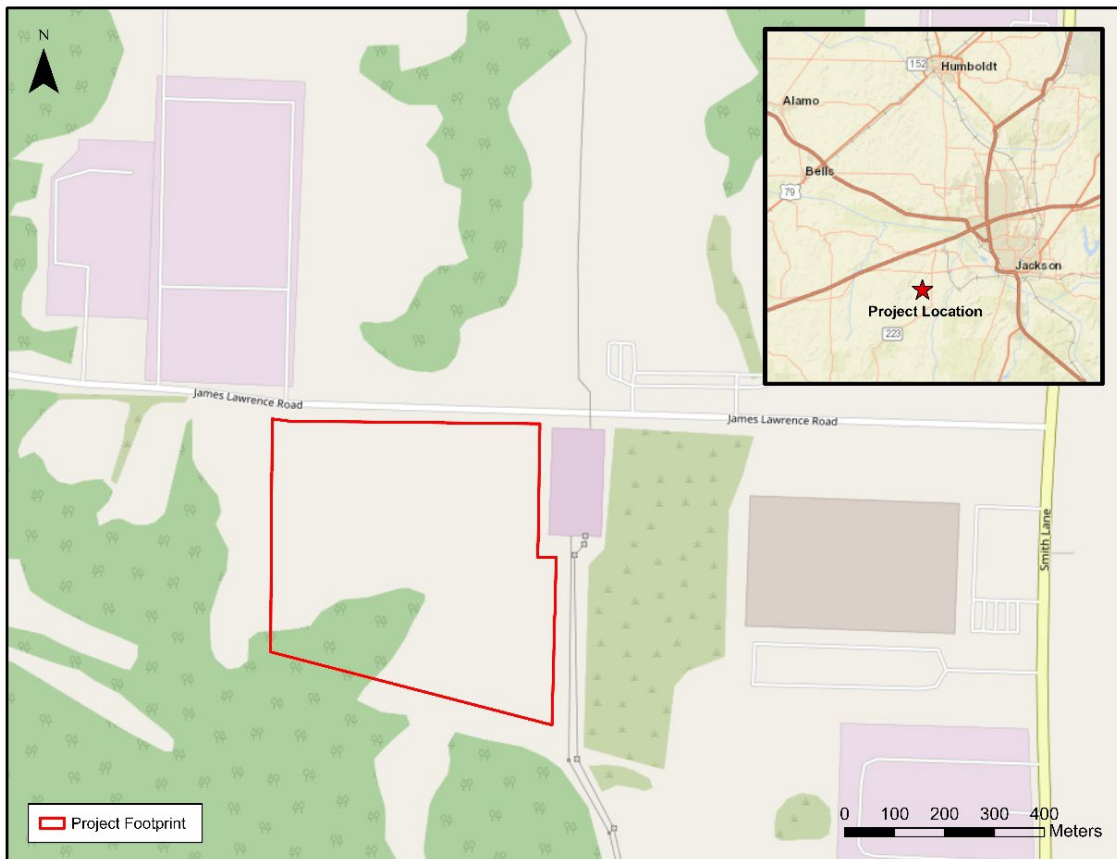 N
152
Humboldt
Alamo
Bells
79
Jackson
Project Location
223
James Lawrence Road
James Lawrence Road
Smith Lane
Project Footprint
0 100 200 300 400
Meters